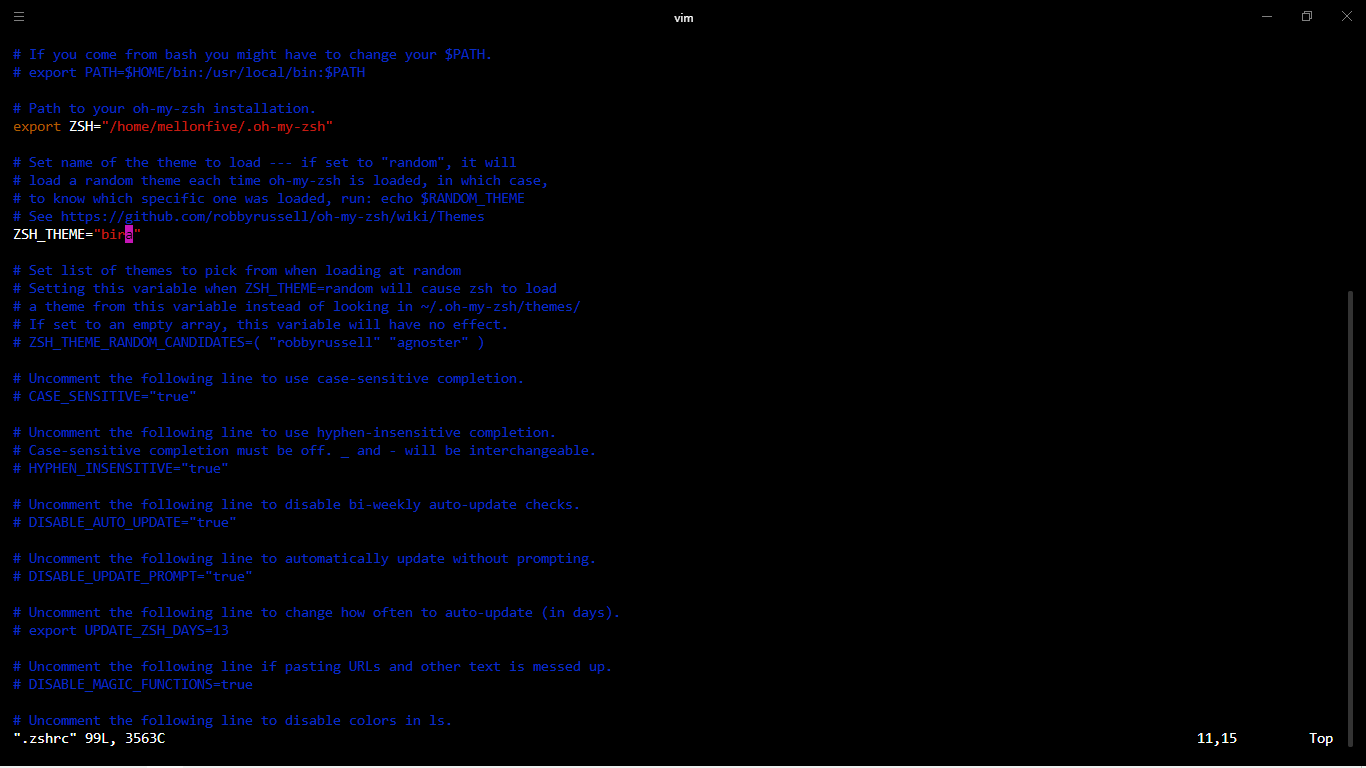 vim
# If you come from bash you might have to change your $PATH.
# export PATH=$HOME/bin:/usr/local/bin:$PATH
# Path to your oh-my-zsh installation.
export ZSH="/home/mellonfive/.oh-my-zsh"
# Set name of the theme to load --- if set to "random", it will
# load a random theme each time oh-my-zsh is loaded, in which case,
# to know which specific one was loaded, run: echo $RANDOM_THEME
# See https://github.com/robbyrussell/oh-my-zsh/wiki/Themes
ZSH_THEME="bira"
# Set list of themes to pick from when loading at random
# Setting this variable when ZSH_THEME=random will cause zsh to load
# a theme from this variable instead of looking in ~/.oh-my-zsh/themes/
# If set to an empty array, this variable will have no effect.
# ZSH_THEME_RANDOM_CANDIDATES=( "robbyrussell" "agnoster" )
# Uncomment the following line to use case-sensitive completion.
# CASE_SENSITIVE="true"
# Uncomment the following line to use hyphen-insensitive completion.
# Case-sensitive completion must be off. _ and - will be interchangeable.
# HYPHEN_INSENSITIVE="true"
# Uncomment the following line to disable bi-weekly auto-update checks.
# DISABLE_AUTO_UPDATE="true"
# Uncomment the following line to automatically update without prompting.
# DISABLE_UPDATE_PROMPT="true"
# Uncomment the following line to change how often to auto-update (in days).
# export UPDATE_ZSH_DAYS=13
# Uncomment the following line if pasting URLs and other text is messed up.
# DISABLE_MAGIC_FUNCTIONS=true
# Uncomment the following line to disable colors in ls.
".zshrc" 99L, 3563C 11,15 Top